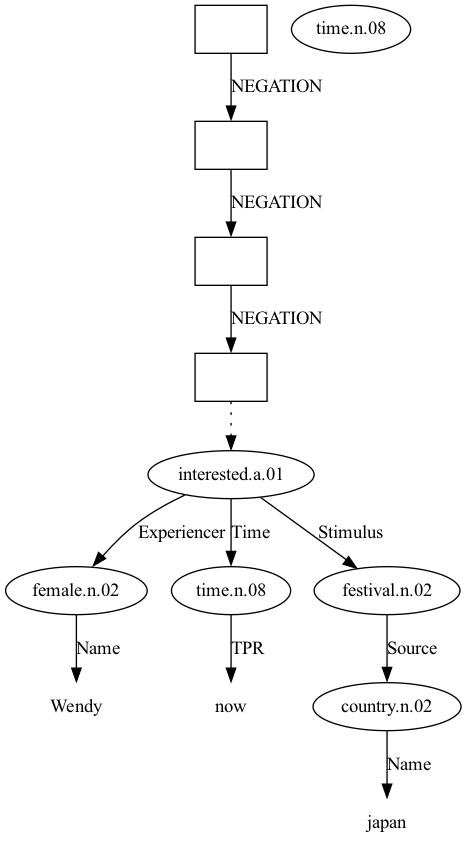 time.n.08
NEGATION
NEGATION
NEGATION
interested.a.01
Experiencer Time Stimulus
female.n.02 time.n.08 festival.n.02
Name TPR Source
Wendy now country.n.02
Name
japan